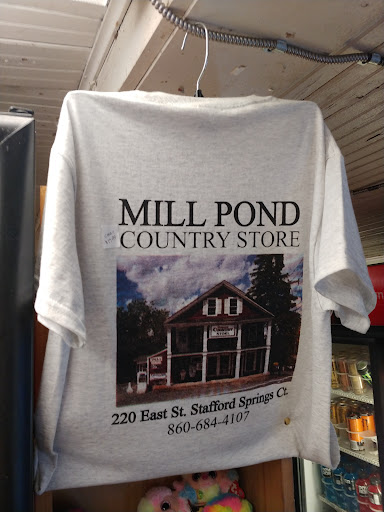 MILL POND
COUNTRY STORE
220 East St. Stafford Springs Ct.
860-684-4107